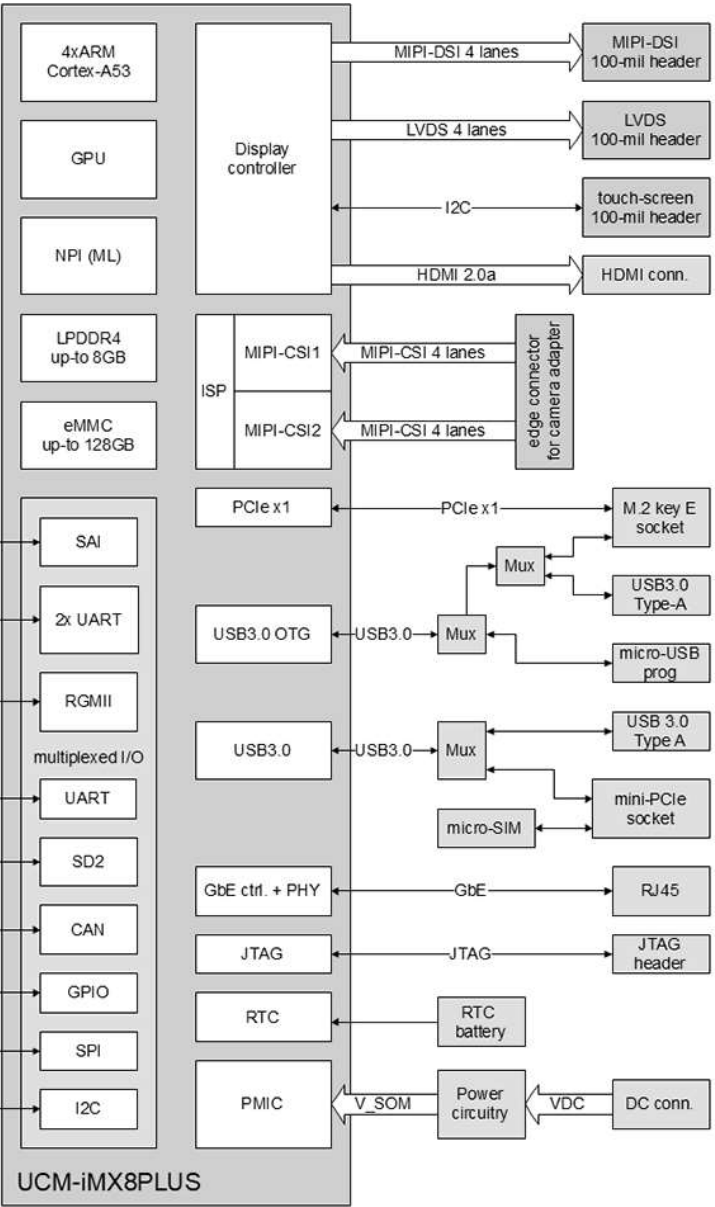 4xARM
Cortex-A53
GPU
NPI (ML)
LPDDR4
up-to 8GB
eMMC
up-to 128GB
SAI
2x UART
RGMII
multiplexed I/O
UART
SD2
CAN
GPIO
SPI
I2C
UCM-iMX8PLUS
Display
controller
ISP
MIPI-CSI1
MIPI-CSI2
PCIe x1
USB3.0 OTG
USB3.0
GbE ctrl. + PHY
JTAG
RTC
PMIC
MIPI-DSI 4 lanes
LVDS 4 lanes
I2C
HDMI 2.0a
MIPI-CSI 4 lanes
MIPI-CSI 4 lanes
PCIe x1
USB3.0
Mux
Mux
USB3.0
Mux
micro-SIM
GbE
JTAG
RTC
battery
V_SOM
Power
circuitry
VDC
MIPI-DSI
100-mil header
LVDS
100-mil header
touch-screen
100-mil header
HDMI conn.
edge connector
for camera adapter
M.2 key E
socket
USB3.0
Type-A
micro-USB
prog
USB 3.0
Type A
mini-PCIe
socket
RJ45
JTAG
header
DC conn.